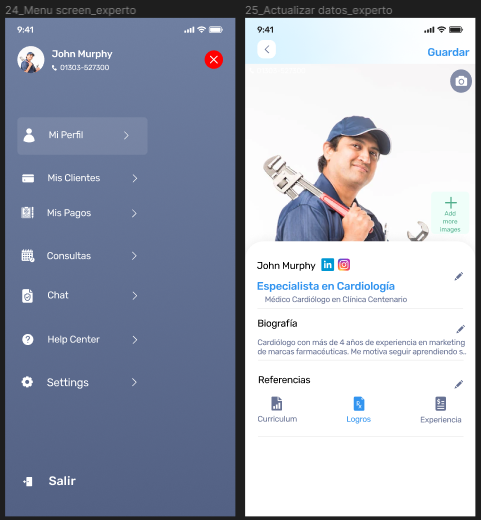 24_Menu screen_experto
9:41
John Murphy
01303-527300
Mi Perfil
Mis Clientes
Mis Pagos
Consultas
Chat
Help Center
Settings
Salir
25_Actualizar datos_experto
9:41
Guardar
Add
more
Images
John Murphy
in
Especialista en Cardiología
Médico Cardiólogo en Clínica Centenario
Biografía
Cardiólogo con más de 4 años de experiencia en marketing
de marcas farmacéuticas. Me motiva seguir aprendiendo s..
Referencias
Curriculum
Logros
Experiencia